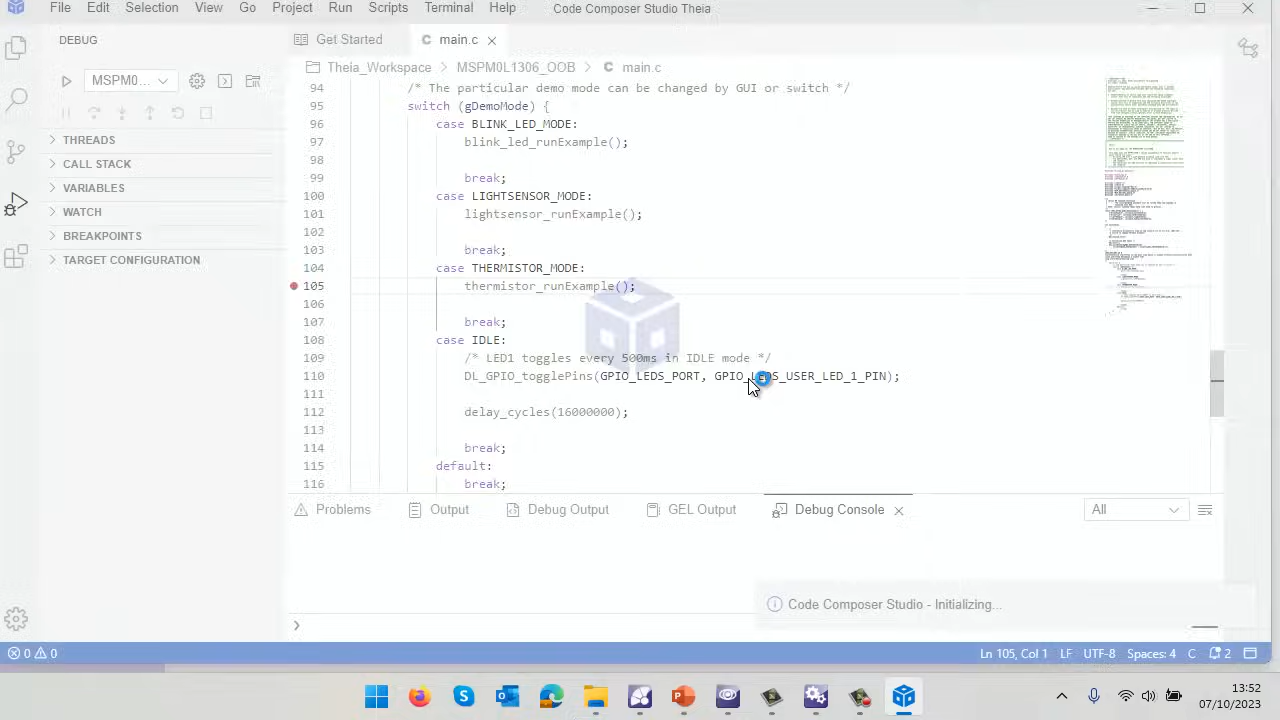 File Edit Selection View Go Project Run Scripts Terminal Help Code Composer Studio Theia
DEBUG
Get Started
C main.c
MSPM0...
Theia_Workspace > MSPM0L1306_OOB > C main.c
THREADS
CALL STACK
VARIABLES
WATCH
BREAKPOINTS
TARGET CONFIGURATION
94 demo mode can be changed by GUI or switch */
95
96 case BLINK_LED_MODE:
97 blink_led_runExample();
98
break;
100 case LIGHTSENSOR_MODE:
101 lightsensor_runExample();
102
103 break;
104 case THERMISTOR_MODE:
105 thermistor_runExample();
106
107 break;
108 case IDLE:
109 /* LED1 toggles every 500ms in IDLE mode */
110 DL_GPIO_togglePins(GPIO_LEDS_PORT, GPIO_LEDS_USER_LED_1_PIN);
111
112 delay_cycles(16000000);
113
114 break;
115 default:
116 break;
Problems Output Debug Output GEL Output Debug Console
All
Code Composer Studio - Initializing...
0 0 Ln 105, Col 1 LF UTF-8 Spaces: 4 C 2
13:52
07/10/2023